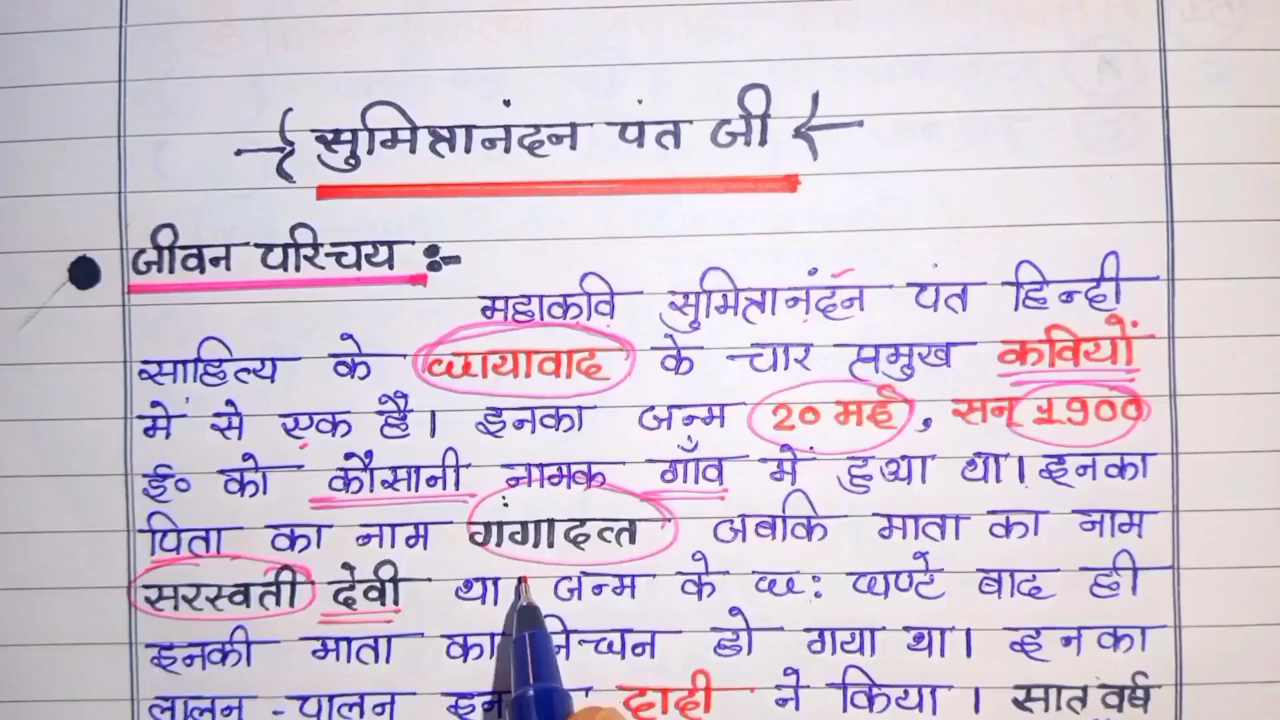 सुमित्रानंदन पंत जी
जीवन परिचय :-
महाकवि सुमित्रानंदन पंत हिन्दी
साहित्य के छायावाद के चार प्रमुख कवियों
में से एक है। इनका जन्म 20 मई, सन् 1900
ई० को कौसानी नामक गाँव में हुआ था। इनका
पिता का नाम गंगादत्त जबकि माता का नाम
सरस्वती देवी था जन्म के छः घण्टे बाद ही
इनकी माता का निधन हो गया था। इनका
लालन-पालन दादी ने किया। सात वर्ष